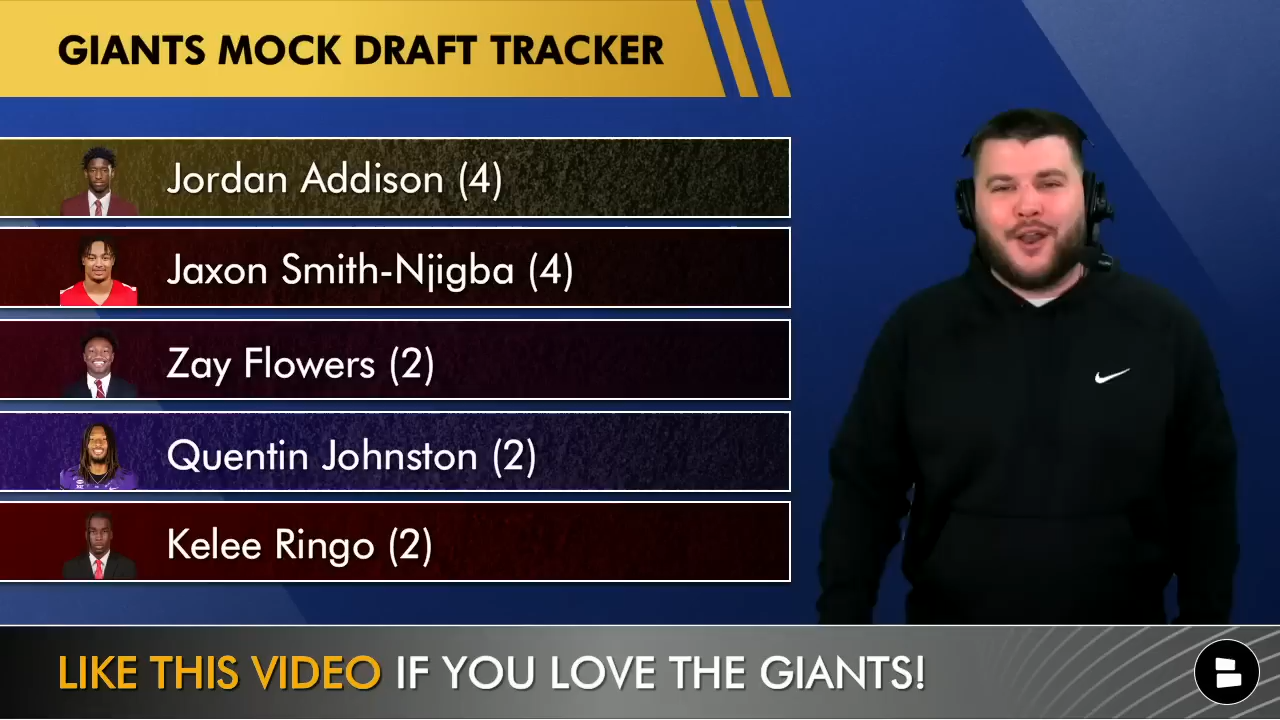 GIANTS MOCK DRAFT TRACKER
Jordan Addison (4)
Jaxon Smith-Njigba (4)
Zay Flowers (2)
Quentin Johnston (2)
Kelee Ringo (2)
LIKE THIS VIDEO IF YOU LOVE THE GIANTS!